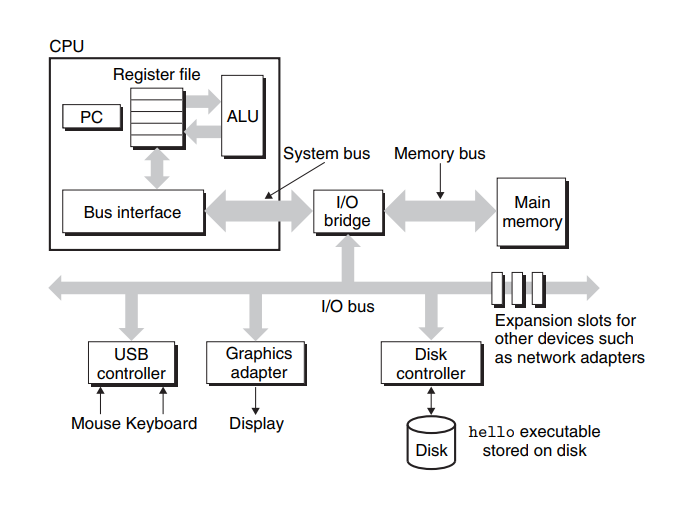 CPU
Register file
PC
ALU
System bus
Memory bus
Bus interface
I/O
bridge
Main
memory
I/O bus
Expansion slots for
other devices such
as network adapters
USB
controller
Graphics
adapter
Disk
controller
Mouse Keyboard
Display
Disk
hello executable
stored on disk